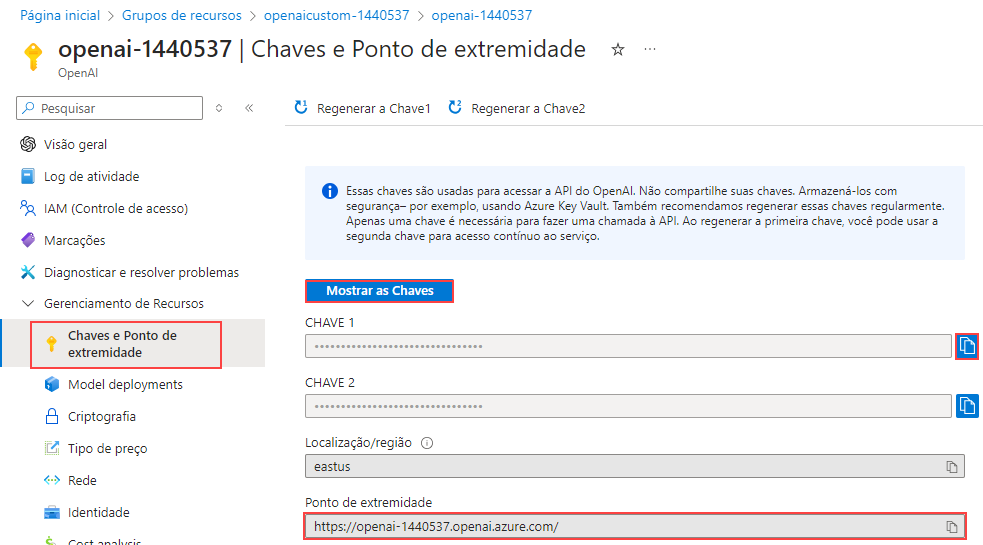 Página inicial > Grupos de recursos > openaicustom-1440537 > openai-1440537 >
openai-1440537 | Chaves e Ponto de extremidade
OpenAI
Pesquisar
Regenerar a Chave1
Regenerar a Chave2
Visão geral
Log de atividade
IAM (Controle de acesso)
Marcações
Diagnosticar e resolver problemas
Gerenciamento de Recursos
Chaves e Ponto de
extremidade
Model deployments
Criptografia
Tipo de preço
Rede
Identidade
Cost analysis
Essas chaves são usadas para acessar a API do OpenAI. Não compartilhe suas chaves. Armazená-los com
segurança– por exemplo, usando Azure Key Vault. Também recomendamos regenerar essas chaves regularmente.
Apenas uma chave é necessária para fazer uma chamada à API. Ao regenerar a primeira chave, você pode usar a
segunda chave para acesso contínuo ao serviço.
Mostrar as Chaves
CHAVE 1
CHAVE 2
Localização/região
eastus
Ponto de extremidade
https://openai-1440537.openai.azure.com/